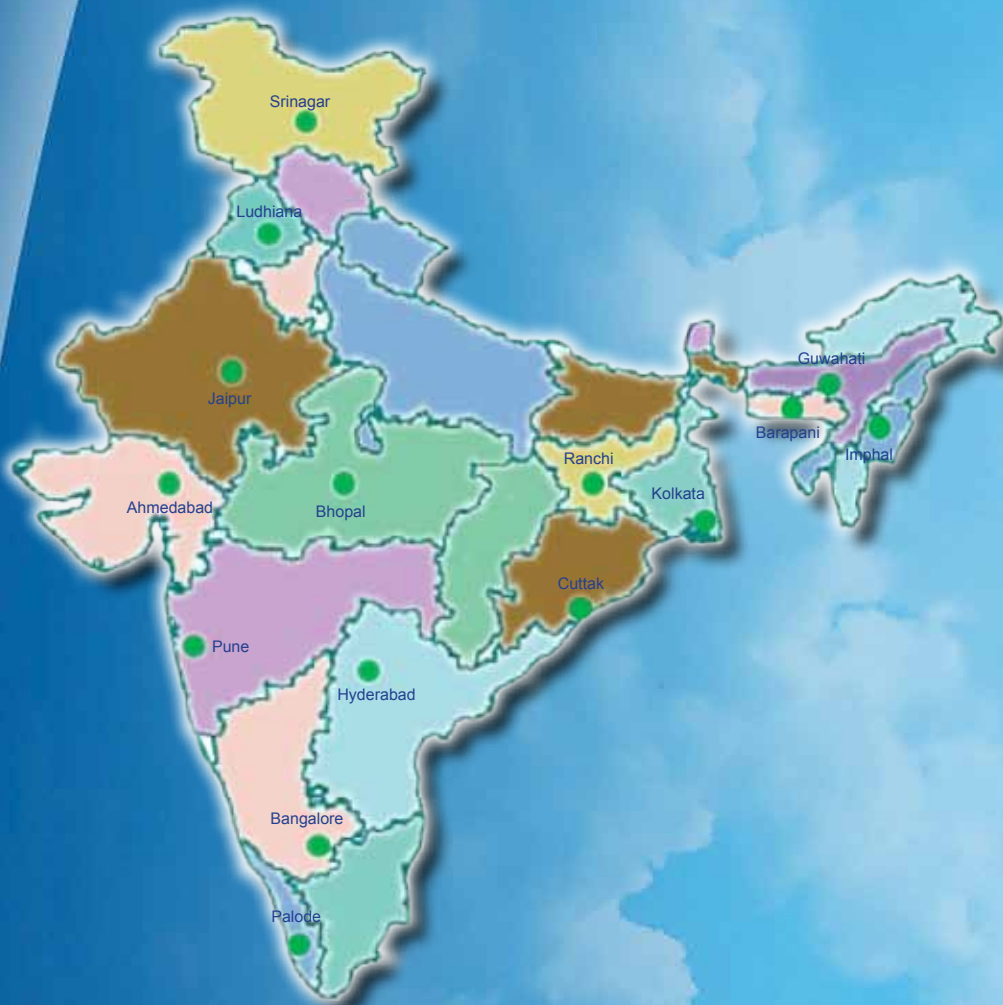 Srinagar
Ludhiana
Guwahati
Jaipur
Barapani
Imphal
Ranchi
Kolkata
Ahmedabad
Bhopal
Cuttak
Pune
Hyderabad
Bangalore
Palode